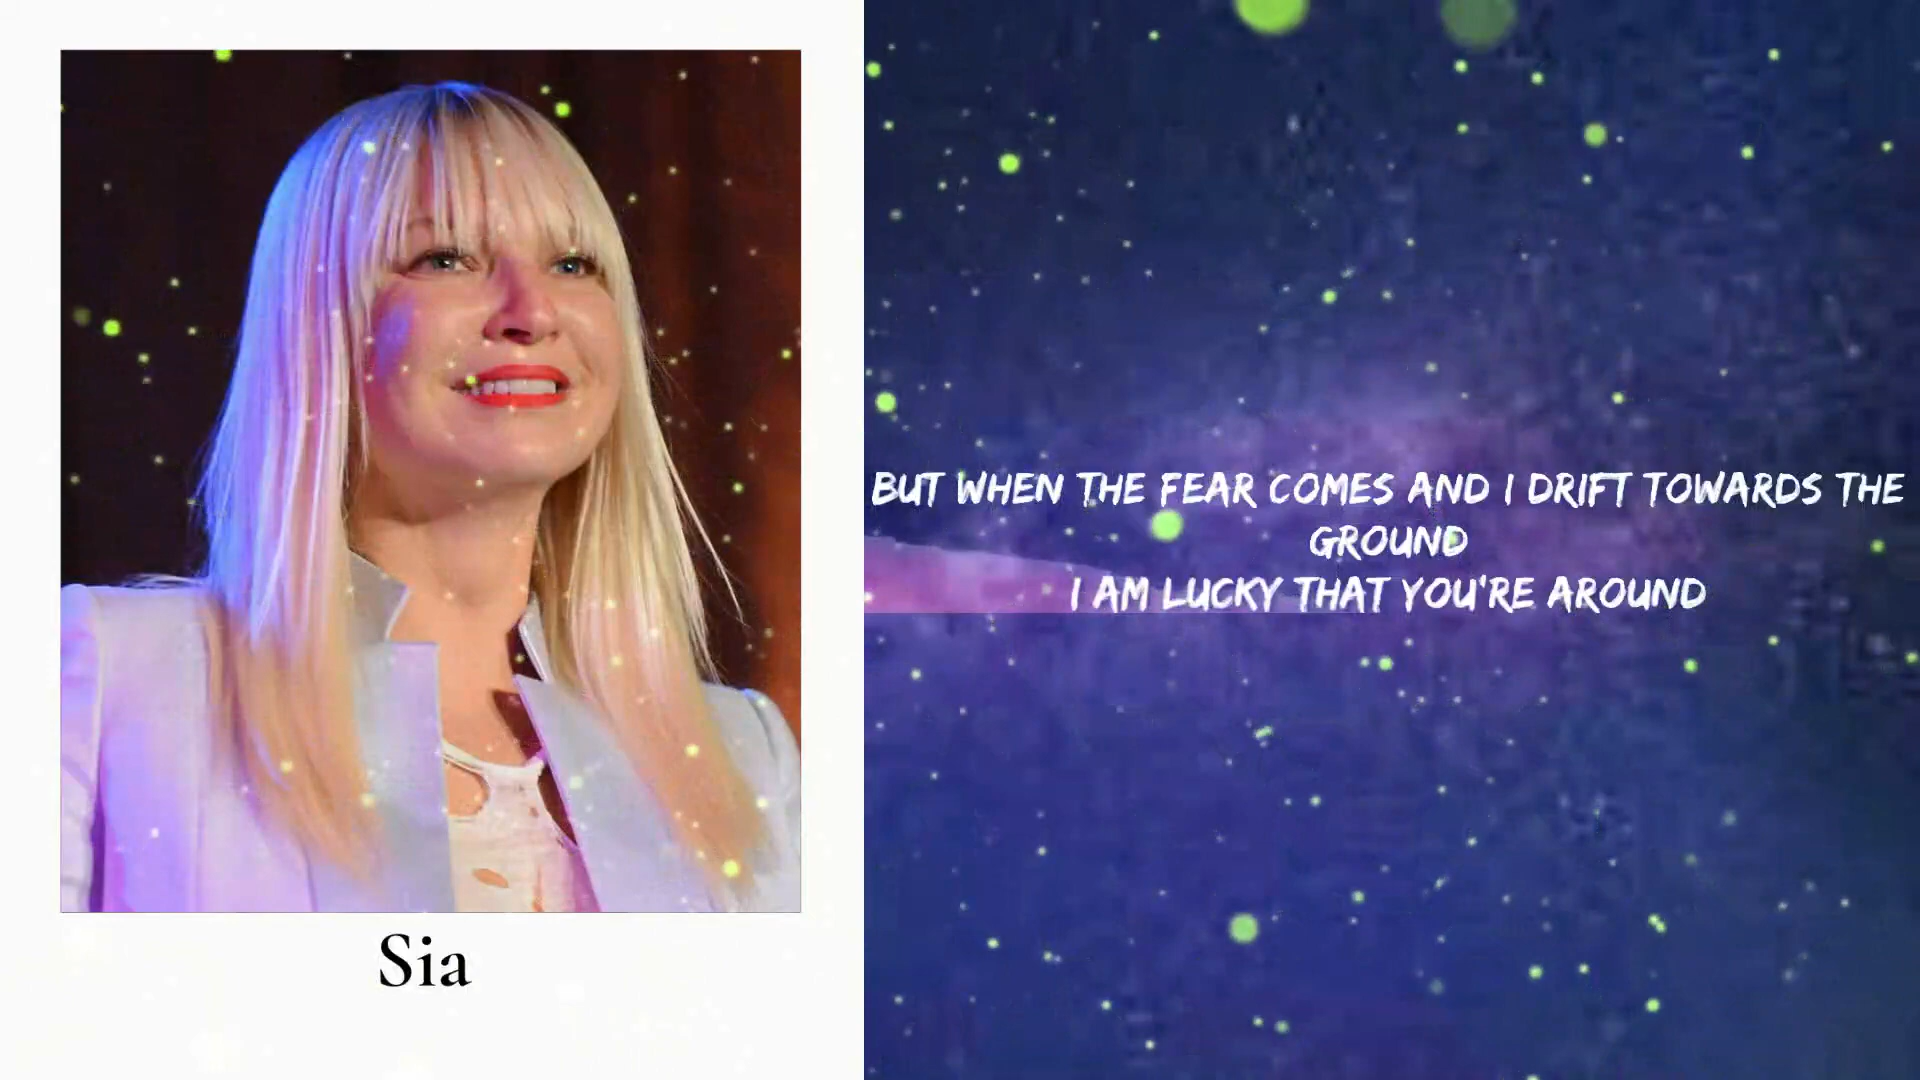 Sia
BUT WHEN THE FEAR COMES AND I DRIFT TOWARDS THE
GROUND
I AM LUCKY THAT YOU'RE AROUND